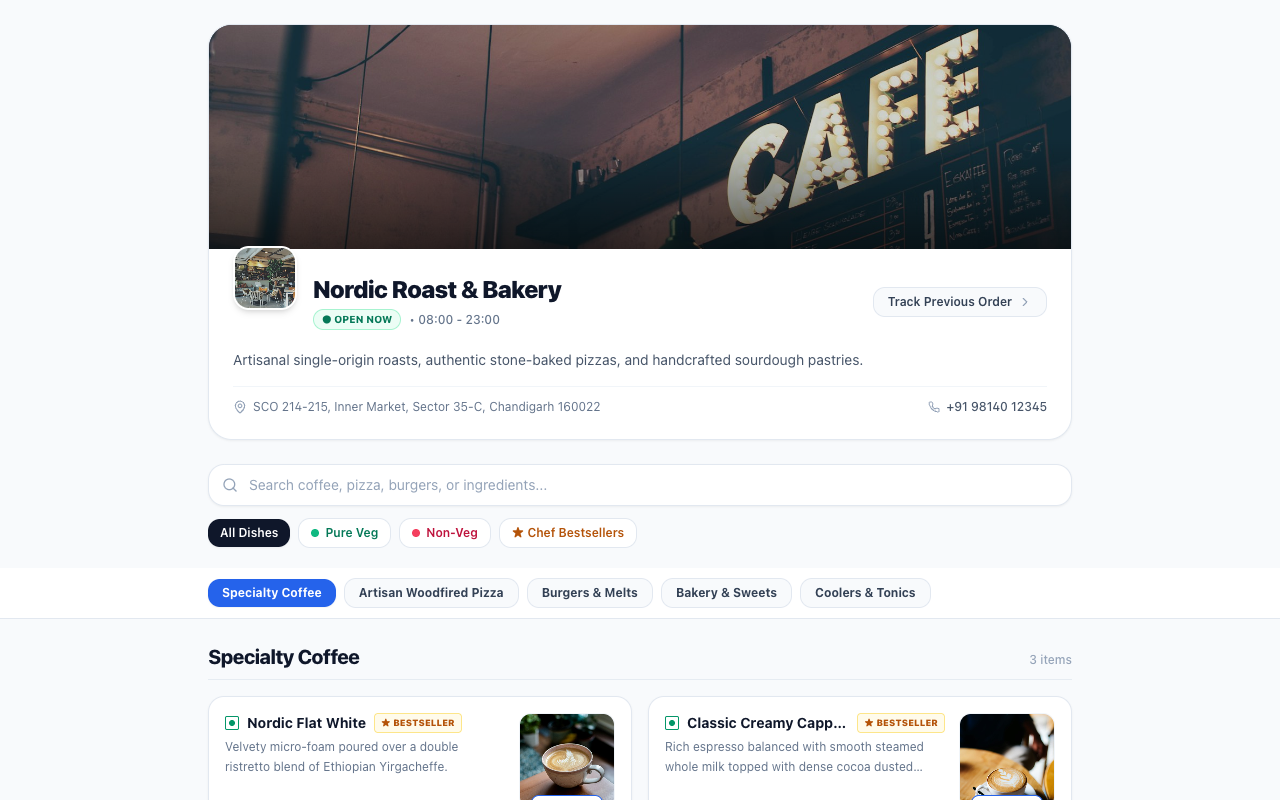 CAFE
Nordic Roast & Bakery
OPEN NOW • 08:00 - 23:00
Track Previous Order
Artisanal single-origin roasts, authentic stone-baked pizzas, and handcrafted sourdough pastries.
SCO 214-215, Inner Market, Sector 35-C, Chandigarh 160022
+91 98140 12345
Search coffee, pizza, burgers, or ingredients...
All Dishes
Pure Veg
Non-Veg
Chef Bestsellers
Specialty Coffee
Artisan Woodfired Pizza
Burgers & Melts
Bakery & Sweets
Coolers & Tonics
Specialty Coffee
3 items
Nordic Flat White
BESTSELLER
Velvety micro-foam poured over a double
ristretto blend of Ethiopian Yirgacheffe.
Classic Creamy Capp...
BESTSELLER
Rich espresso balanced with smooth steamed
whole milk topped with dense cocoa dusted...